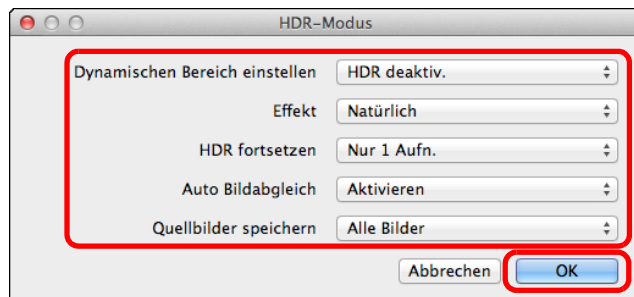 HDR-Modus
Dynamischen Bereich einstellen HDR deaktiv.
Effekt Natürlich
HDR fortsetzen Nur 1 Aufn.
Auto Bildabgleich Aktivieren
Quellbilder speichern Alle Bilder
Abbrechen OK